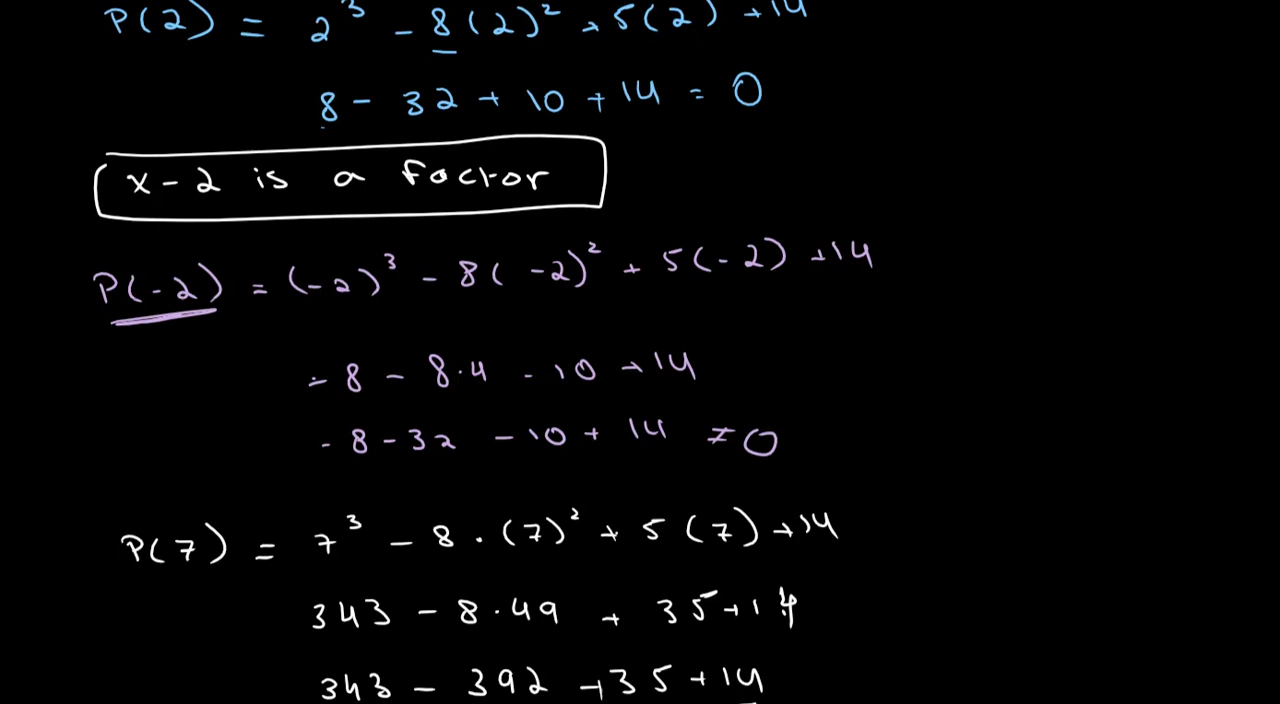 P(2) = 2³ - 8(2)² + 5(2) + 14
8 - 32 + 10 + 14 = 0
x - 2 is a factor
P(-2) = (-2)³ - 8(-2)² + 5(-2) + 14
- 8 - 8·4 - 10 + 14
- 8 - 32 - 10 + 14 ≠ 0
P(7) = 7³ - 8·(7)² + 5(7) + 14
343 - 8·49 + 35 + 14
343 - 392 + 35 + 14